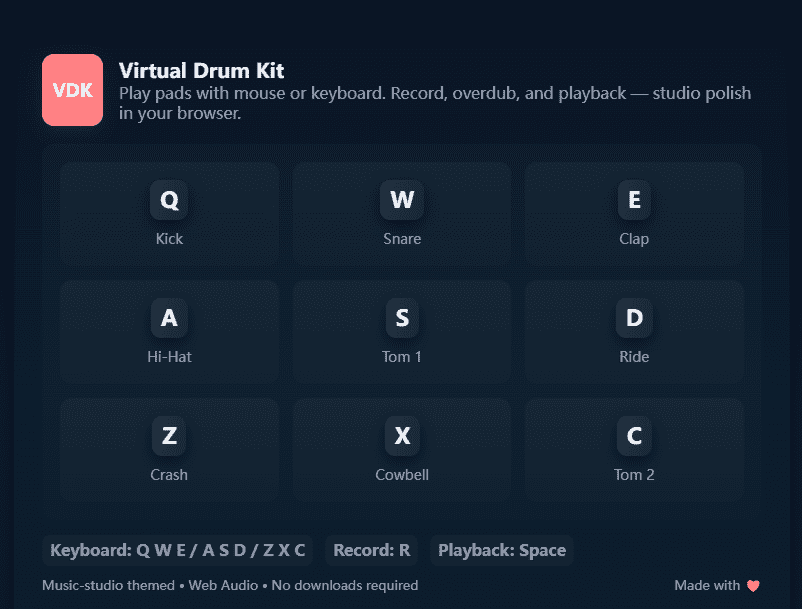 VDK
Virtual Drum Kit
Play pads with mouse or keyboard. Record, overdub, and playback — studio polish
in your browser.
Q
W
E
Kick
Snare
Clap
A
S
D
Hi-Hat
Tom 1
Ride
Z
X
C
Crash
Cowbell
Tom 2
Keyboard: Q W E / A S D / Z X C
Record: R
Playback: Space
Music-studio themed • Web Audio • No downloads required
Made with ❤